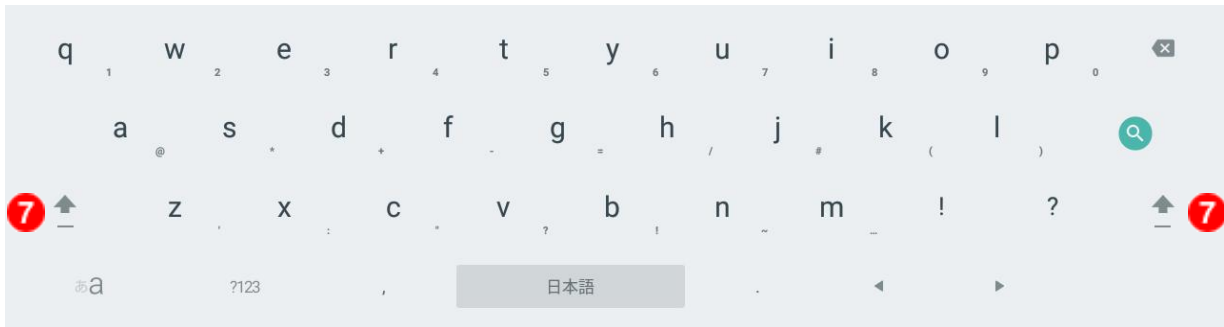 q 1 w 2 e 3 r 4 t 5 y 6 u 7 i 8 o 9 p 0
a @ s * d + f - g = h / j # k ( l )
7 z ' x : c " v ? b ! n ~ m … ! ? 7
あa ?123 , 日本語 .